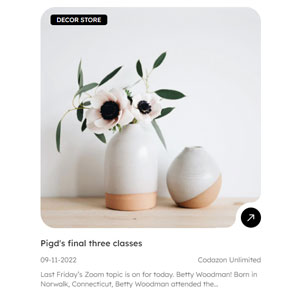 DECOR STORE
Pigd's final three classes
09-11-2022 Codazon Unlimited
Last Friday's Zoom topic is on for today. Betty Woodman! Born in
Norwalk, Connecticut, Betty Woodman attended the...